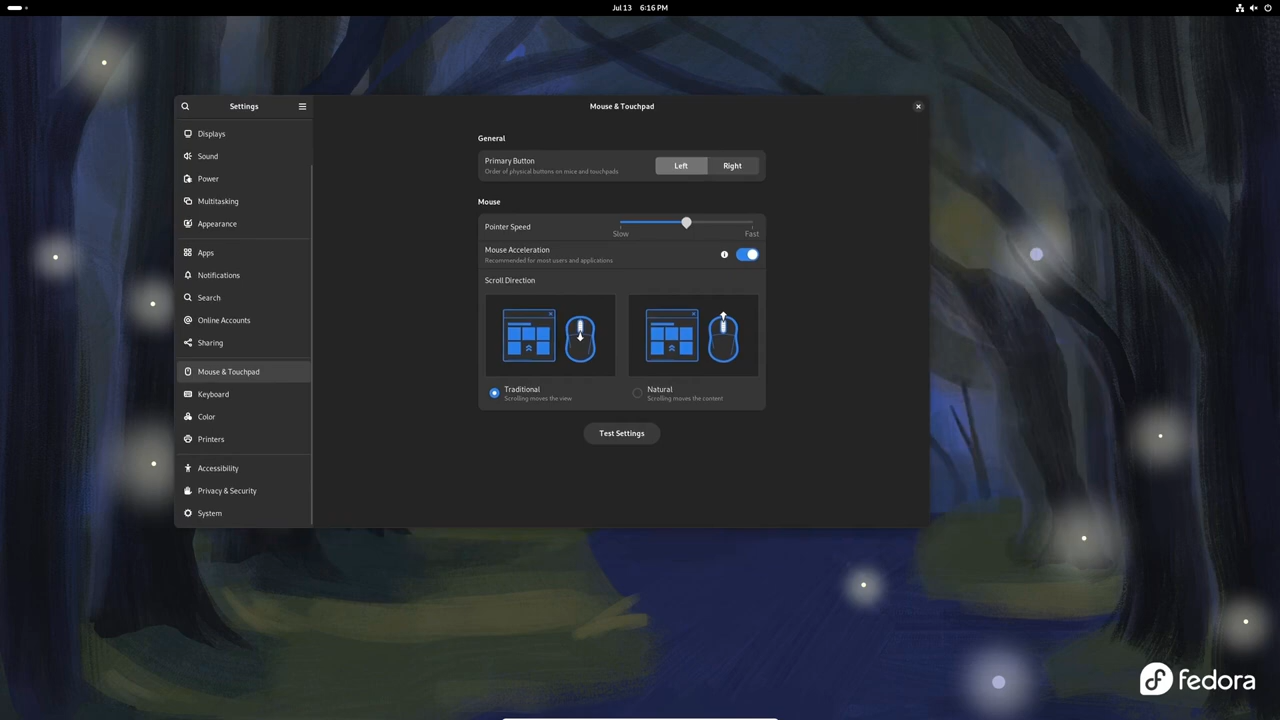 Jul 13 6:16 PM
Settings
Mouse & Touchpad
Displays
Sound
Power
Multitasking
Appearance
Apps
Notifications
Search
Online Accounts
Sharing
Mouse & Touchpad
Keyboard
Color
Printers
Accessibility
Privacy & Security
System
General
Primary Button
Order of physical buttons on mice and touchpads
Left
Right
Mouse
Pointer Speed
Slow
Fast
Mouse Acceleration
Recommended for most users and applications
Scroll Direction
Traditional
Scrolling moves the view
Natural
Scrolling moves the content
Test Settings
fedora